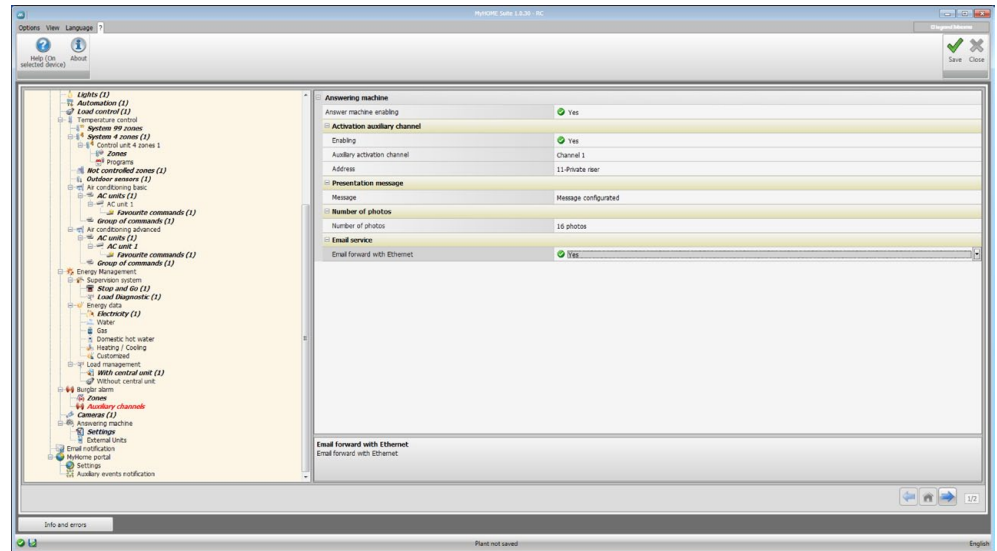 MyHOME Suite 1.0.30 - RC
Options View Language ?
Help (On selected device)
About
Save
Close
Lights (1)
Automation (1)
Load control (1)
Temperature control
System 99 zones
System 4 zones (1)
Control unit 4 zones 1
Zones
Programs
Not controlled zones (1)
Outdoor sensors (1)
Air conditioning basic
AC units (1)
AC unit 1
Favourite commands (1)
Group of commands (1)
Air conditioning advanced
AC units (1)
AC unit 1
Favourite commands (1)
Group of commands (1)
Energy Management
Supervision system
Stop and Go (1)
Load Diagnostic (1)
Energy data
Electricity (1)
Water
Gas
Domestic hot water
Heating / Cooling
Customized
Load management
With central unit (1)
Without central unit
Burglar alarm
Zones
Auxiliary channels
Cameras (1)
Answering machine
Settings
External Units
Email notification
MyHome portal
Settings
Auxiliary events notification
Answering machine
Answer machine enabling Yes
Activation auxiliary channel
Enabling Yes
Auxiliary activation channel Channel 1
Address 11-Private riser
Presentation message
Message Message configurated
Number of photos
Number of photos 16 photos
Email service
Email forward with Ethernet Yes
Email forward with Ethernet
Email forward with Ethernet
1/2
Info and errors
Plant not saved
English